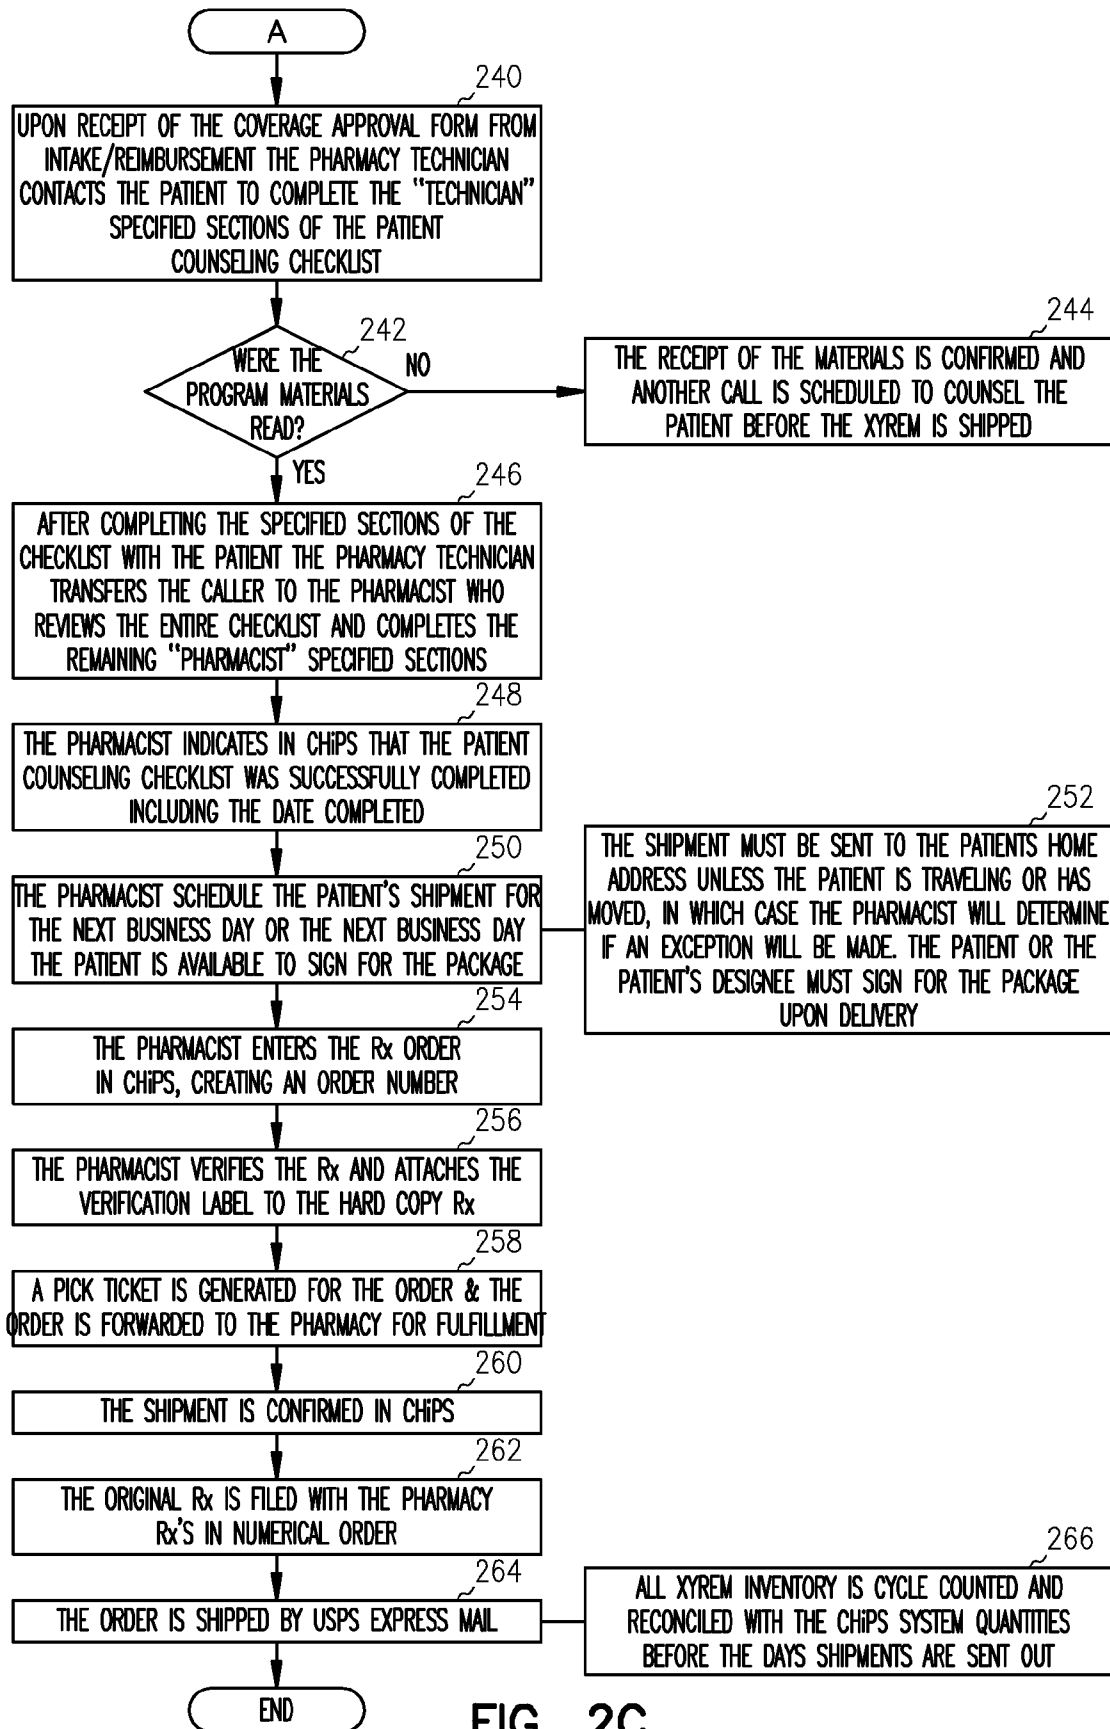 A
240
UPON RECEIPT OF THE COVERAGE APPROVAL FORM FROM
INTAKE/REIMBURSEMENT THE PHARMACY TECHNICIAN
CONTACTS THE PATIENT TO COMPLETE THE "TECHNICIAN"
SPECIFIED SECTIONS OF THE PATIENT
COUNSELING CHECKLIST
242
WERE THE
PROGRAM MATERIALS
READ?
NO
YES
244
THE RECEIPT OF THE MATERIALS IS CONFIRMED AND
ANOTHER CALL IS SCHEDULED TO COUNSEL THE
PATIENT BEFORE THE XYREM IS SHIPPED
246
AFTER COMPLETING THE SPECIFIED SECTIONS OF THE
CHECKLIST WITH THE PATIENT THE PHARMACY TECHNICIAN
TRANSFERS THE CALLER TO THE PHARMACIST WHO
REVIEWS THE ENTIRE CHECKLIST AND COMPLETES THE
REMAINING "PHARMACIST" SPECIFIED SECTIONS
248
THE PHARMACIST INDICATES IN CHiPS THAT THE PATIENT
COUNSELING CHECKLIST WAS SUCCESSFULLY COMPLETED
INCLUDING THE DATE COMPLETED
250
THE PHARMACIST SCHEDULE THE PATIENT'S SHIPMENT FOR
THE NEXT BUSINESS DAY OR THE NEXT BUSINESS DAY
THE PATIENT IS AVAILABLE TO SIGN FOR THE PACKAGE
252
THE SHIPMENT MUST BE SENT TO THE PATIENTS HOME
ADDRESS UNLESS THE PATIENT IS TRAVELING OR HAS
MOVED, IN WHICH CASE THE PHARMACIST WILL DETERMINE
IF AN EXCEPTION WILL BE MADE. THE PATIENT OR THE
PATIENT'S DESIGNEE MUST SIGN FOR THE PACKAGE
UPON DELIVERY
254
THE PHARMACIST ENTERS THE Rx ORDER
IN CHiPS, CREATING AN ORDER NUMBER
256
THE PHARMACIST VERIFIES THE Rx AND ATTACHES THE
VERIFICATION LABEL TO THE HARD COPY Rx
258
A PICK TICKET IS GENERATED FOR THE ORDER & THE
ORDER IS FORWARDED TO THE PHARMACY FOR FULFILLMENT
260
THE SHIPMENT IS CONFIRMED IN CHiPS
262
THE ORIGINAL Rx IS FILED WITH THE PHARMACY
Rx'S IN NUMERICAL ORDER
264
THE ORDER IS SHIPPED BY USPS EXPRESS MAIL
266
ALL XYREM INVENTORY IS CYCLE COUNTED AND
RECONCILED WITH THE CHiPS SYSTEM QUANTITIES
BEFORE THE DAYS SHIPMENTS ARE SENT OUT
END
FIG. 2C